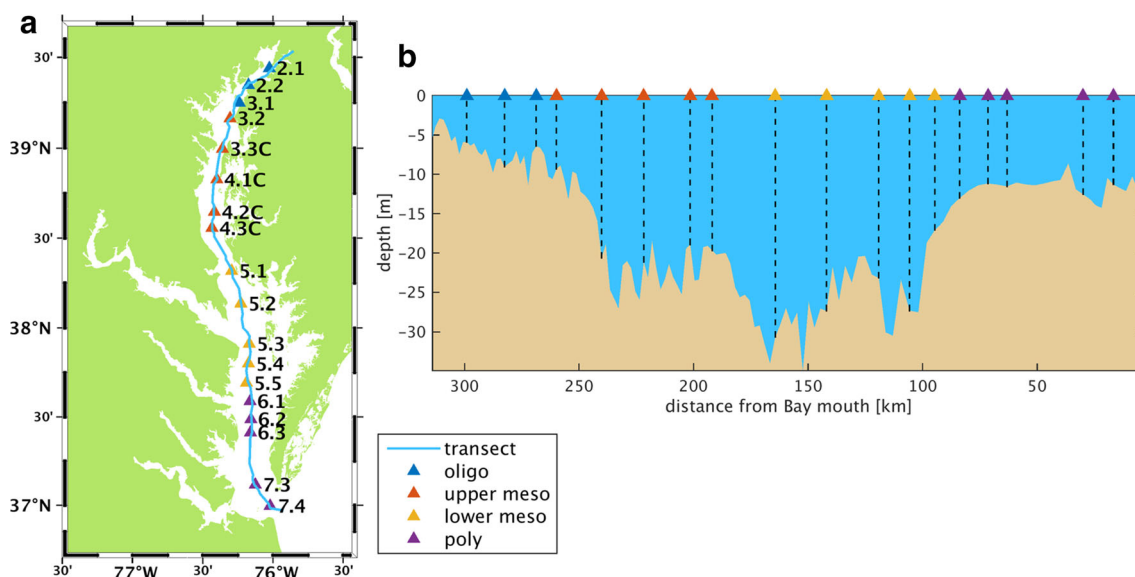 a
30'
39°N
30'
38°N
30'
37°N
30'
77°W
30'
76°W
30'
2.1
2.2
3.1
3.2
3.3C
4.1C
4.2C
4.3C
5.1
5.2
5.3
5.4
5.5
6.1
6.2
6.3
7.3
7.4
b
0
-5
-10
-15
-20
-25
-30
depth [m]
300
250
200
150
100
50
distance from Bay mouth [km]
transect
oligo
upper meso
lower meso
poly